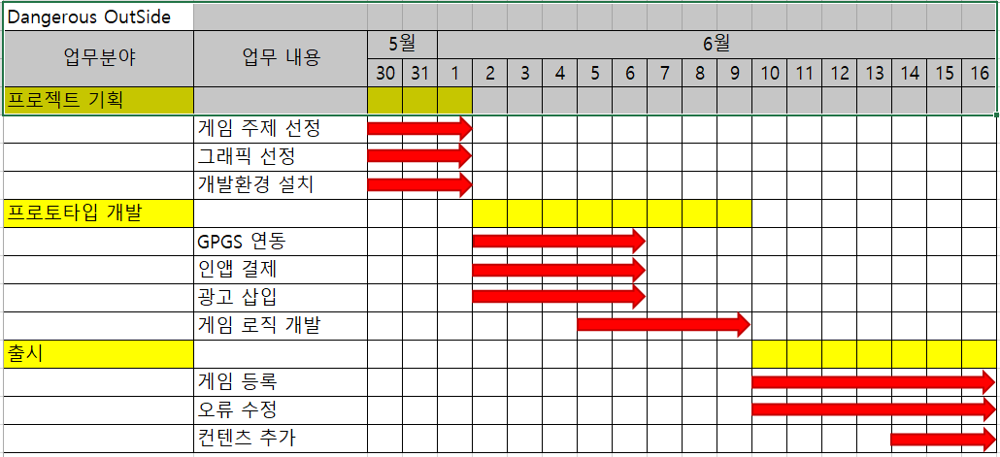 Dangerous OutSide
업무분야 업무 내용 5월 6월
30 31 1 2 3 4 5 6 7 8 9 10 11 12 13 14 15 16
프로젝트 기획
게임 주제 선정
그래픽 선정
개발환경 설치
프로토타입 개발
GPGS 연동
인앱 결제
광고 삽입
게임 로직 개발
출시
게임 등록
오류 수정
컨텐츠 추가